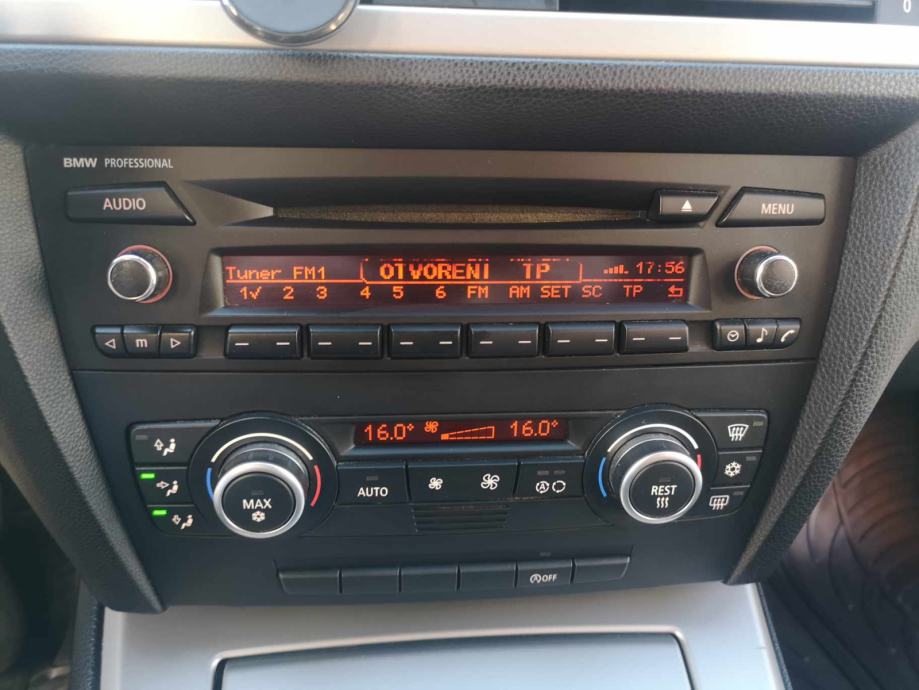 0
BMW PROFESSIONAL
AUDIO
MENU
Tuner FM1 OTVORENI TP 17:56
1✓ 2 3 4 5 6 FM AM SET SC TP
m
16.0° 16.0°
AUTO
A
MAX
REST
OFF